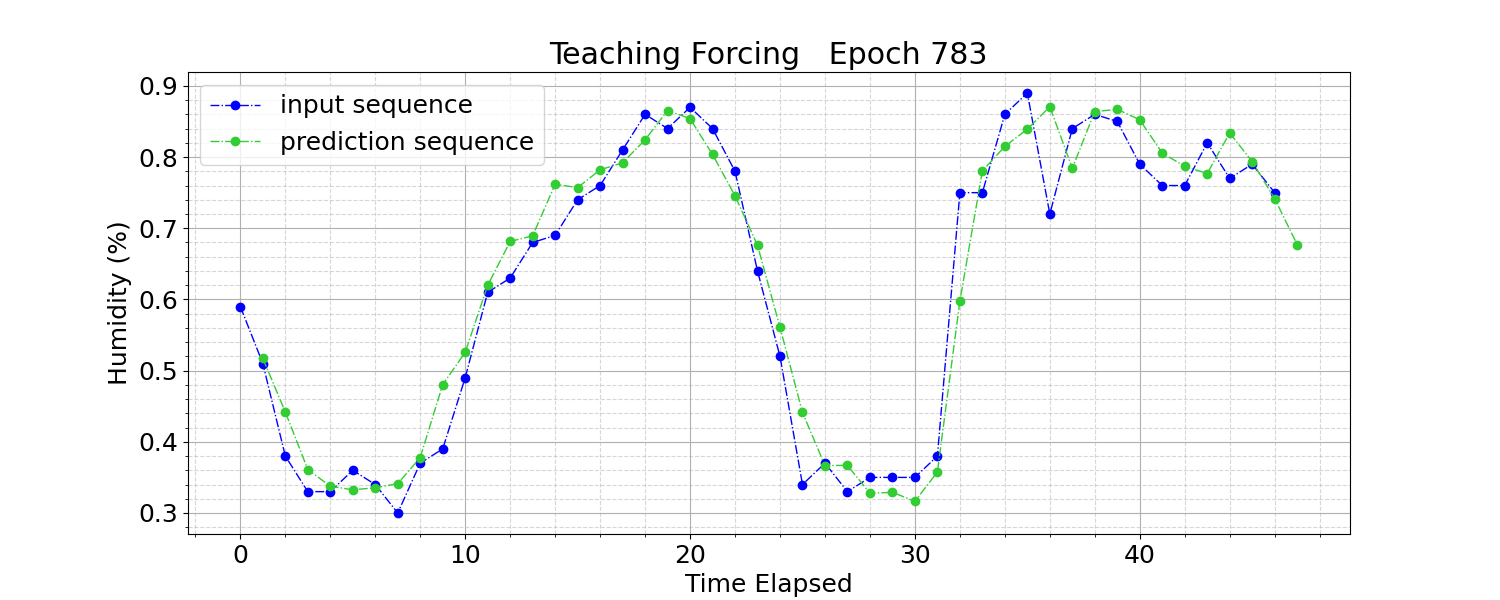 Teaching Forcing   Epoch 783
input sequence
prediction sequence
Humidity (%)
0.9
0.8
0.7
0.6
0.5
0.4
0.3
0 10 20 30 40
Time Elapsed